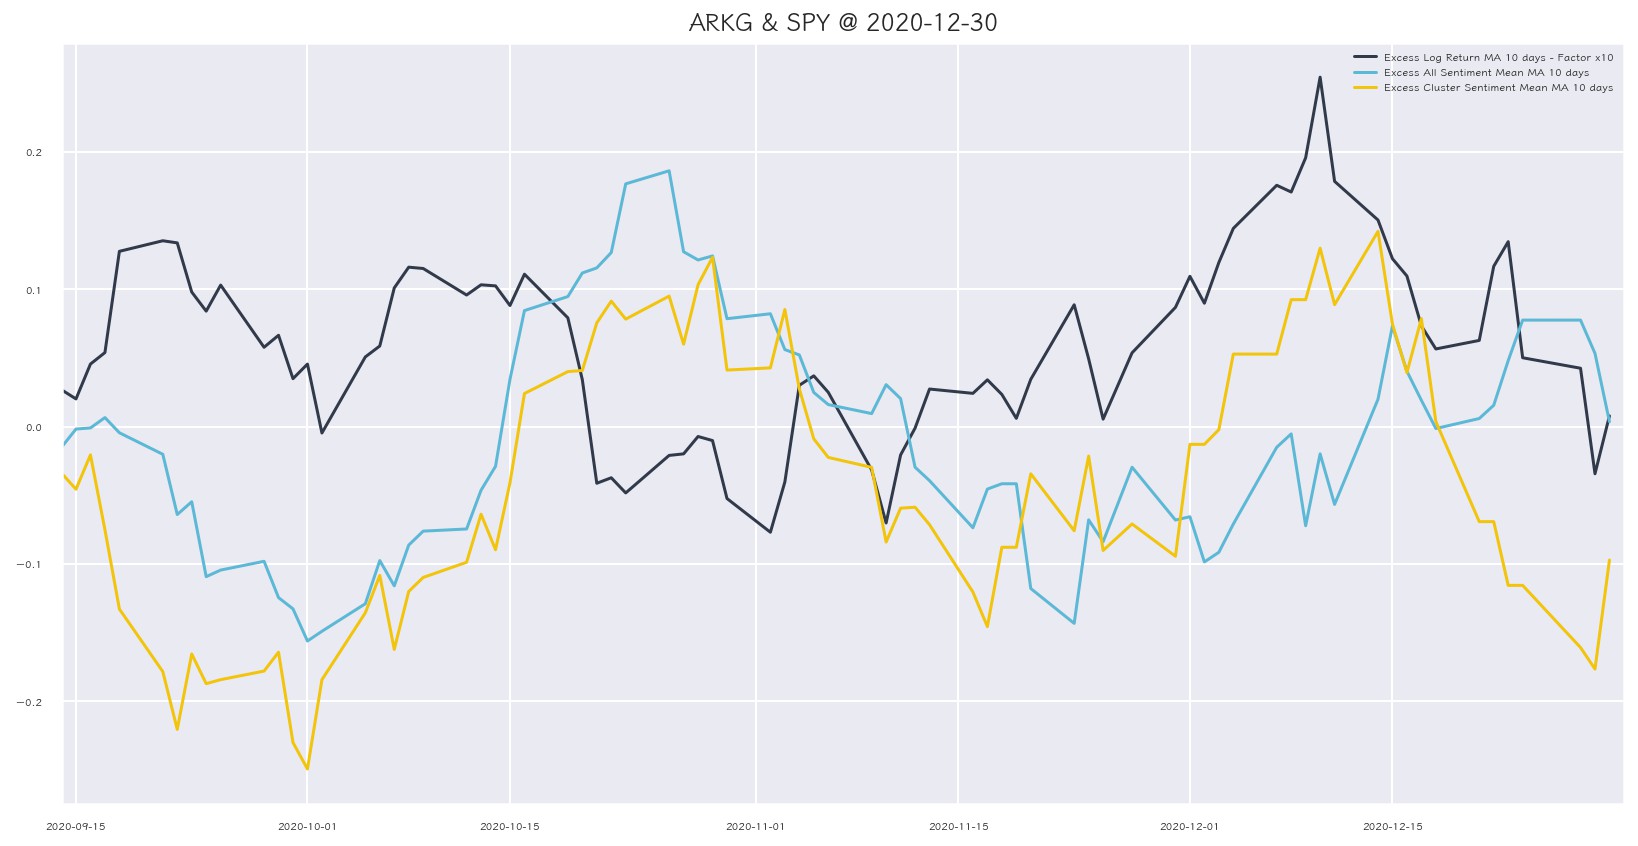 ARKG & SPY @ 2020-12-30
Excess Log Return MA 10 days - Factor x10
Excess All Sentiment Mean MA 10 days
Excess Cluster Sentiment Mean MA 10 days
0.2
0.1
0.0
−0.1
−0.2
2020-09-15 2020-10-01 2020-10-15 2020-11-01 2020-11-15 2020-12-01 2020-12-15